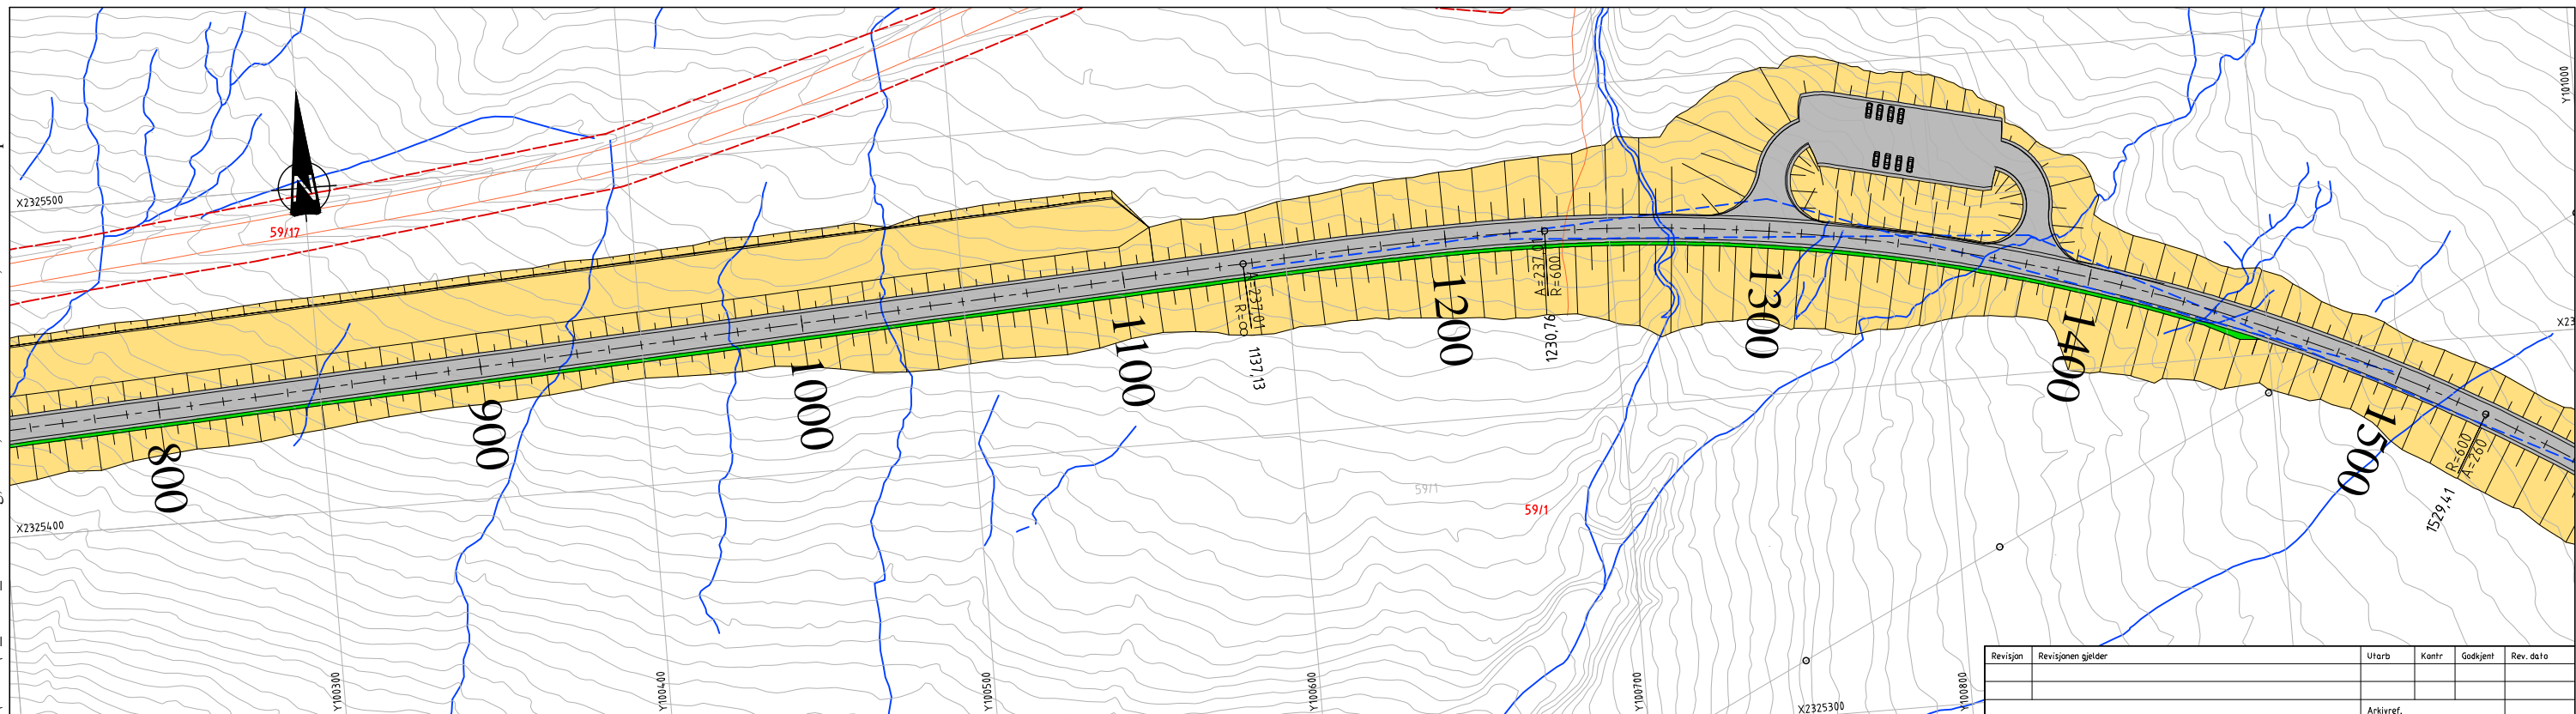 X2325500
59/17
N
800
900
1000
1100
A=237,01
R=∞
1137,13
1200
A=237,01
R=600
1230,76
1300
1400
1500
R=600
A=260
1529,41
Y101000
X23
X2325400
59/1
59/1
Y100300
Y100400
Y100500
Y100600
Y100700
Y100800
X2325300
Revisjon Revisjonen gjelder Utarb Kontr Godkjent Rev. dato
Arkivref.